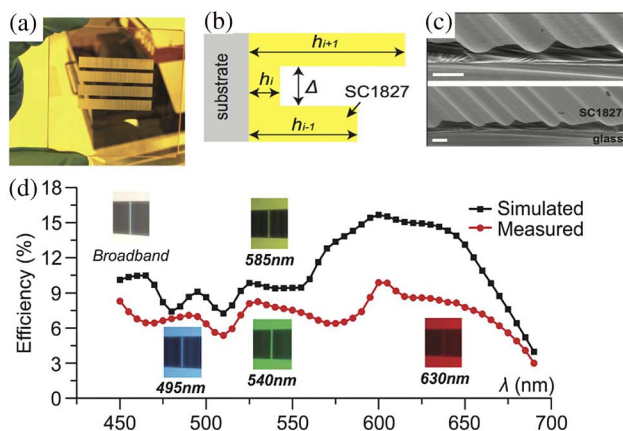 (a)
(b)
(c)
substrate
h_{i+1}
h_i
Δ
SC1827
h_{i-1}
SC1827
glass
(d)
18
15
12
9
6
3
0
Efficiency (%)
Broadband
585nm
Simulated
Measured
495nm
540nm
630nm
λ (nm)
450
500
550
600
650
700